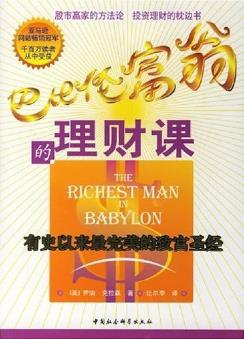 股市赢家的方法论 投资理财的枕边书
亚马逊
网站畅销冠军
千百万读者
从中受益
巴比伦富翁
的理财课
THE
RICHEST MAN
IN
BABYLON
有史以来最完美的致富圣经
[美] 乔治·克拉森 著 比尔李 译
中国社会科学出版社